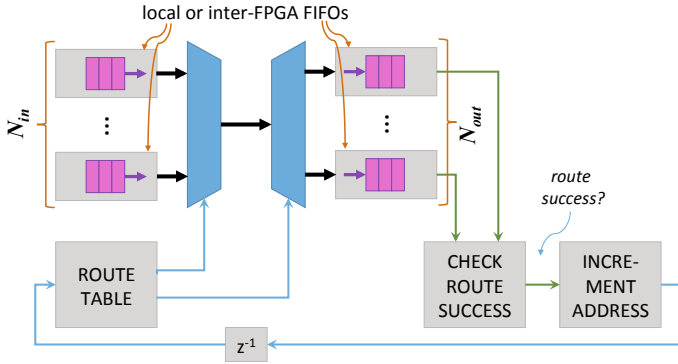 local or inter-FPGA FIFOs
N_in
...
...
N_out
route
success?
ROUTE
TABLE
CHECK
ROUTE
SUCCESS
INCRE-
MENT
ADDRESS
z⁻¹